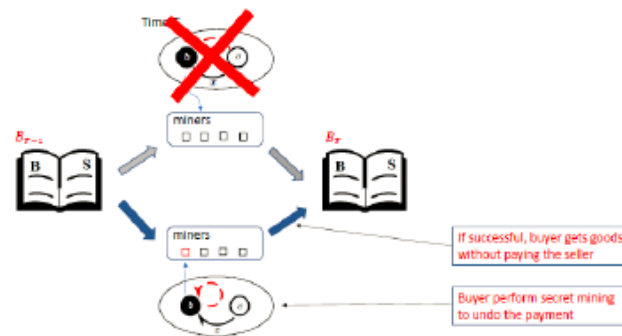 Time
b
miners
B_{T-1}
B_T
B S
B S
miners
If successful, buyer gets goods
without paying the seller
b
x
Buyer perform secret mining
to undo the payment